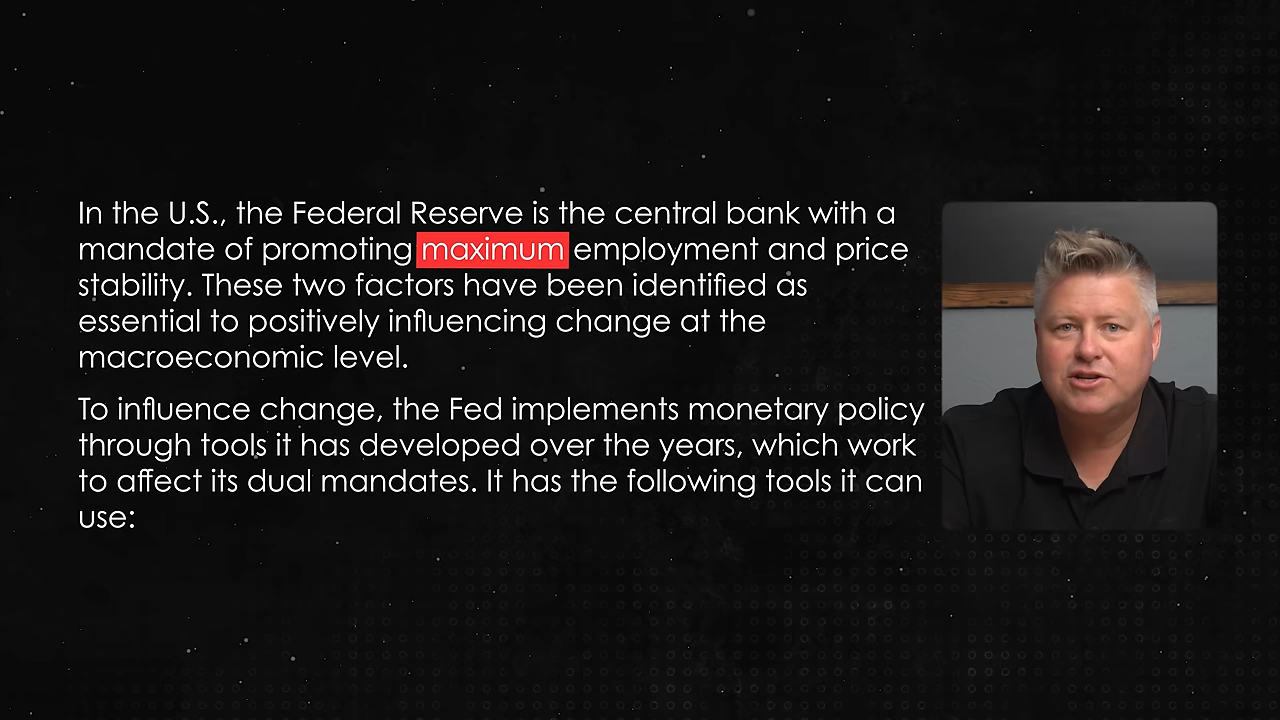 In the U.S., the Federal Reserve is the central bank with a
mandate of promoting maximum employment and price
stability. These two factors have been identified as
essential to positively influencing change at the
macroeconomic level.
To influence change, the Fed implements monetary policy
through tools it has developed over the years, which work
to affect its dual mandates. It has the following tools it can
use: